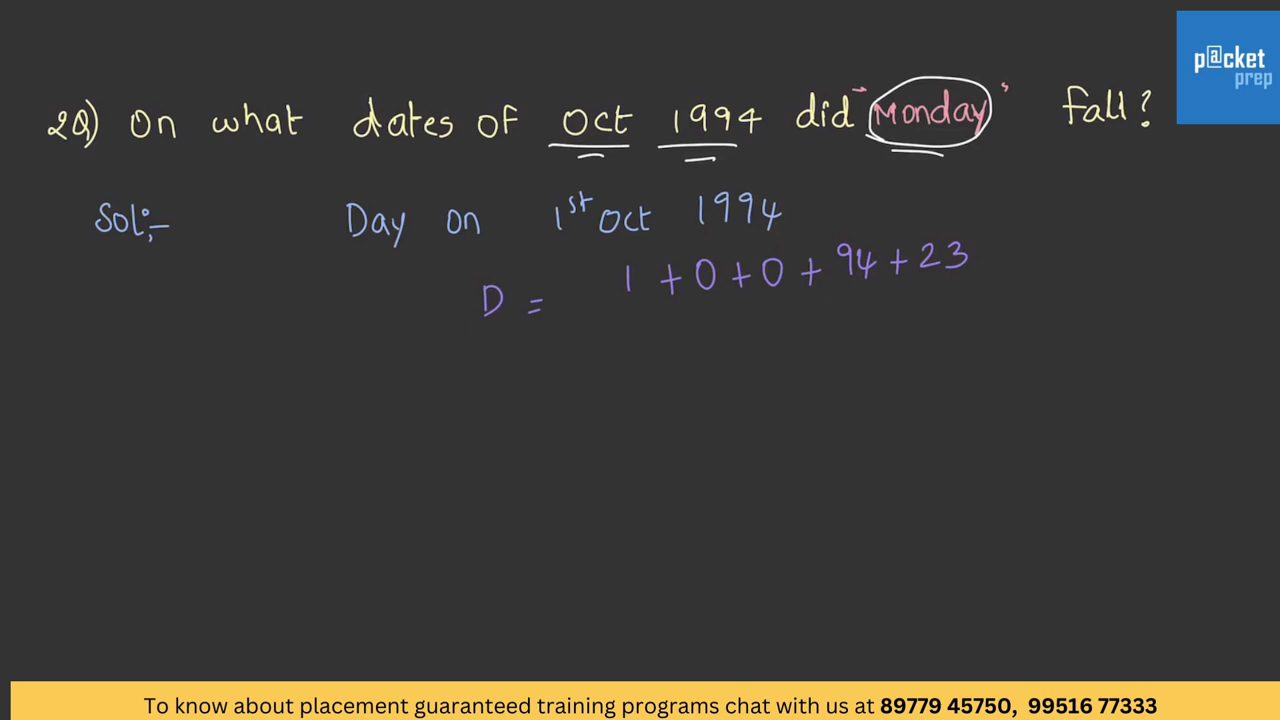 p@cket
prep
2Q) On what dates of Oct 1994 did "Monday" fall?
Sol:- Day on 1st Oct 1994
D = 1 + 0 + 0 + 94 + 23
To know about placement guaranteed training programs chat with us at 89779 45750, 99516 77333